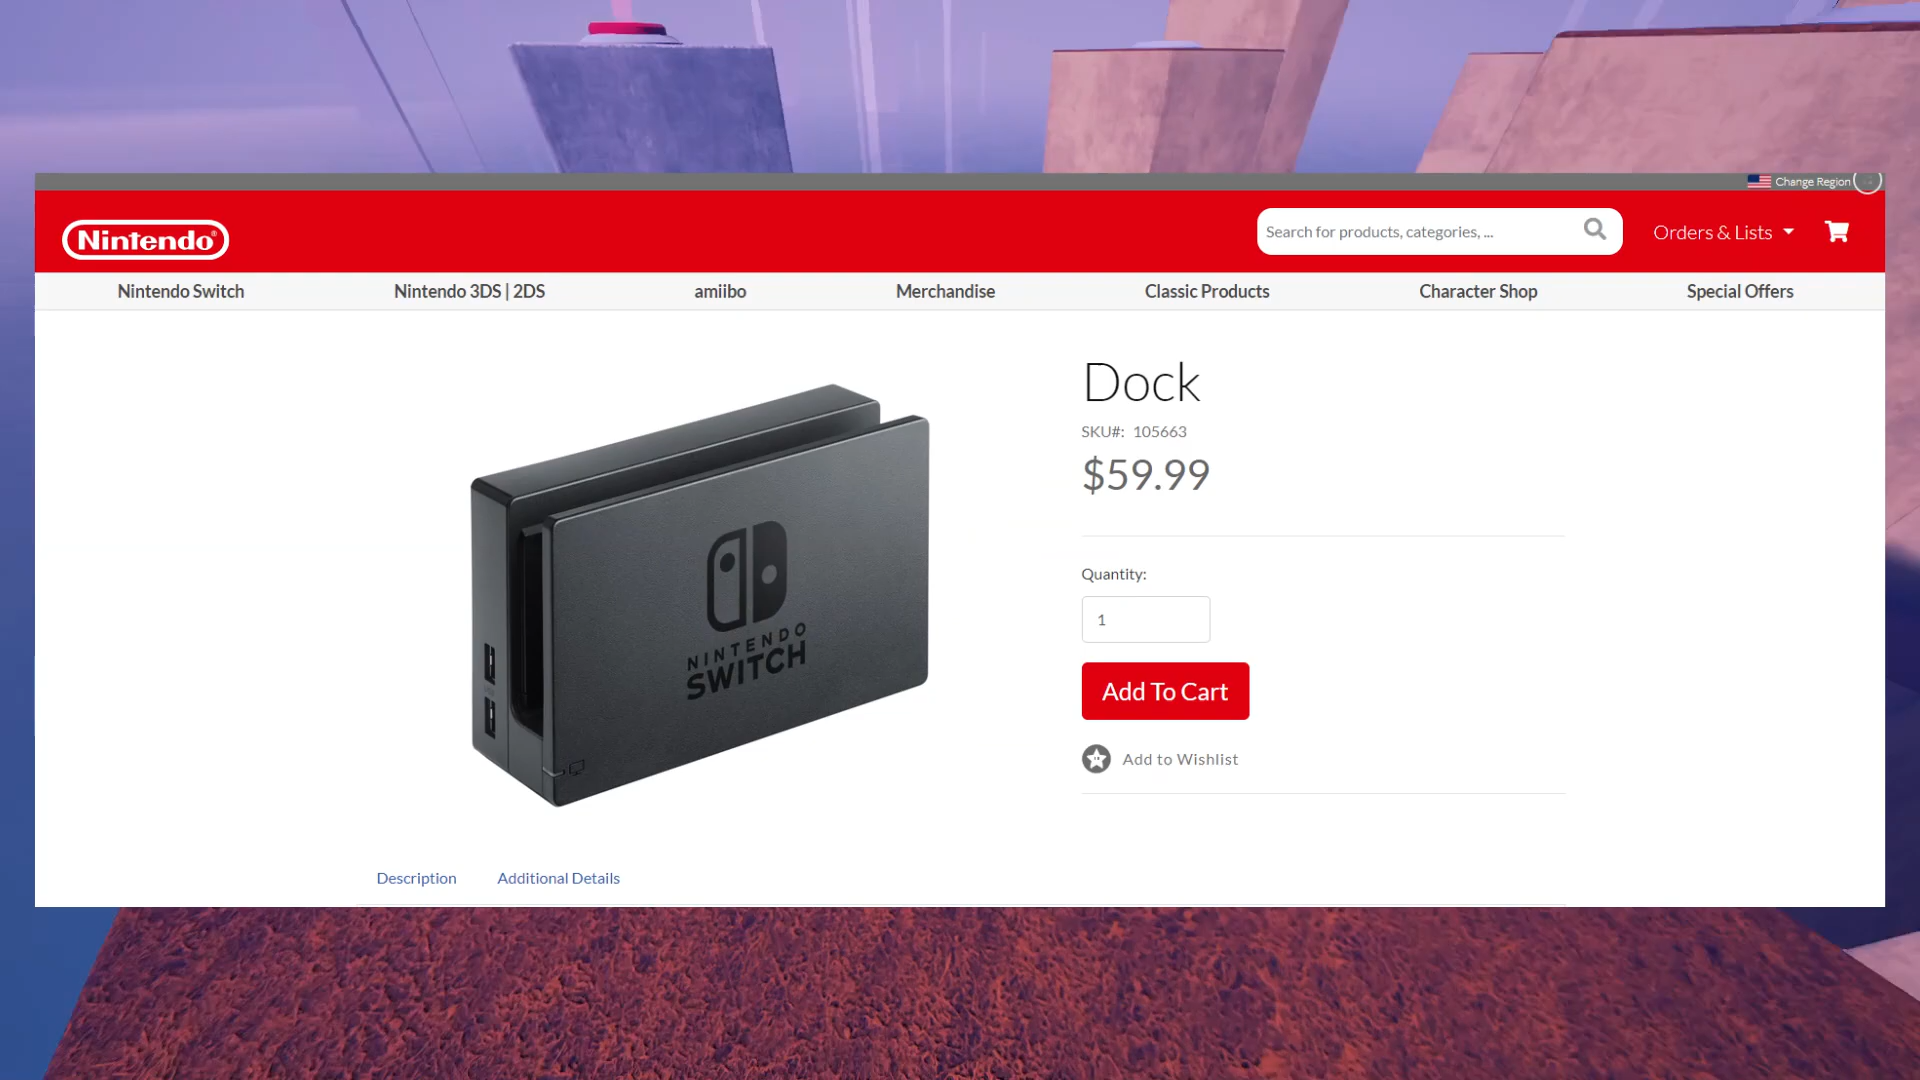 Change Region
Nintendo®
Search for products, categories, ...
Orders & Lists
Nintendo Switch
Nintendo 3DS | 2DS
amiibo
Merchandise
Classic Products
Character Shop
Special Offers
Dock
SKU#: 105663
$59.99
Quantity:
1
Add To Cart
Add to Wishlist
NINTENDO
SWITCH
Description
Additional Details